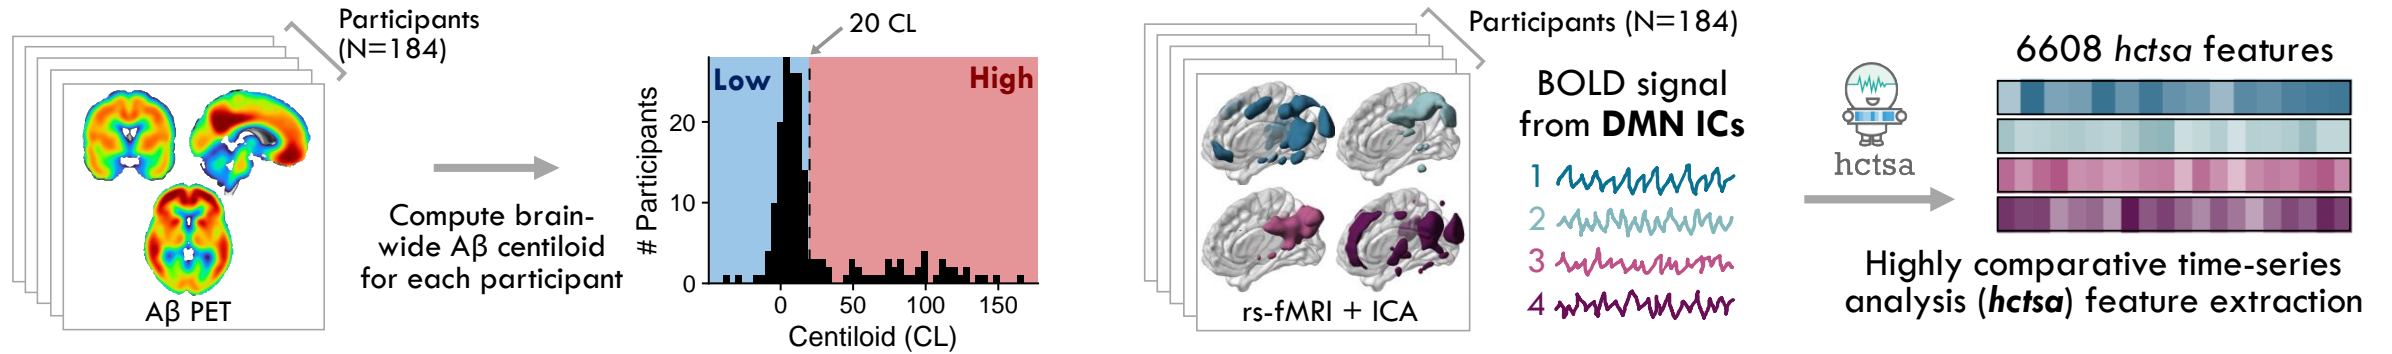 Participants
(N=184)
Aβ PET
Compute brain-
wide Aβ centiloid
for each participant
20 CL
Low
High
# Participants
20
10
0
0 50 100 150
Centiloid (CL)
Participants (N=184)
rs-fMRI + ICA
BOLD signal
from DMN ICs
1
2
3
4
hctsa
6608 hctsa features
Highly comparative time-series
analysis (hctsa) feature extraction